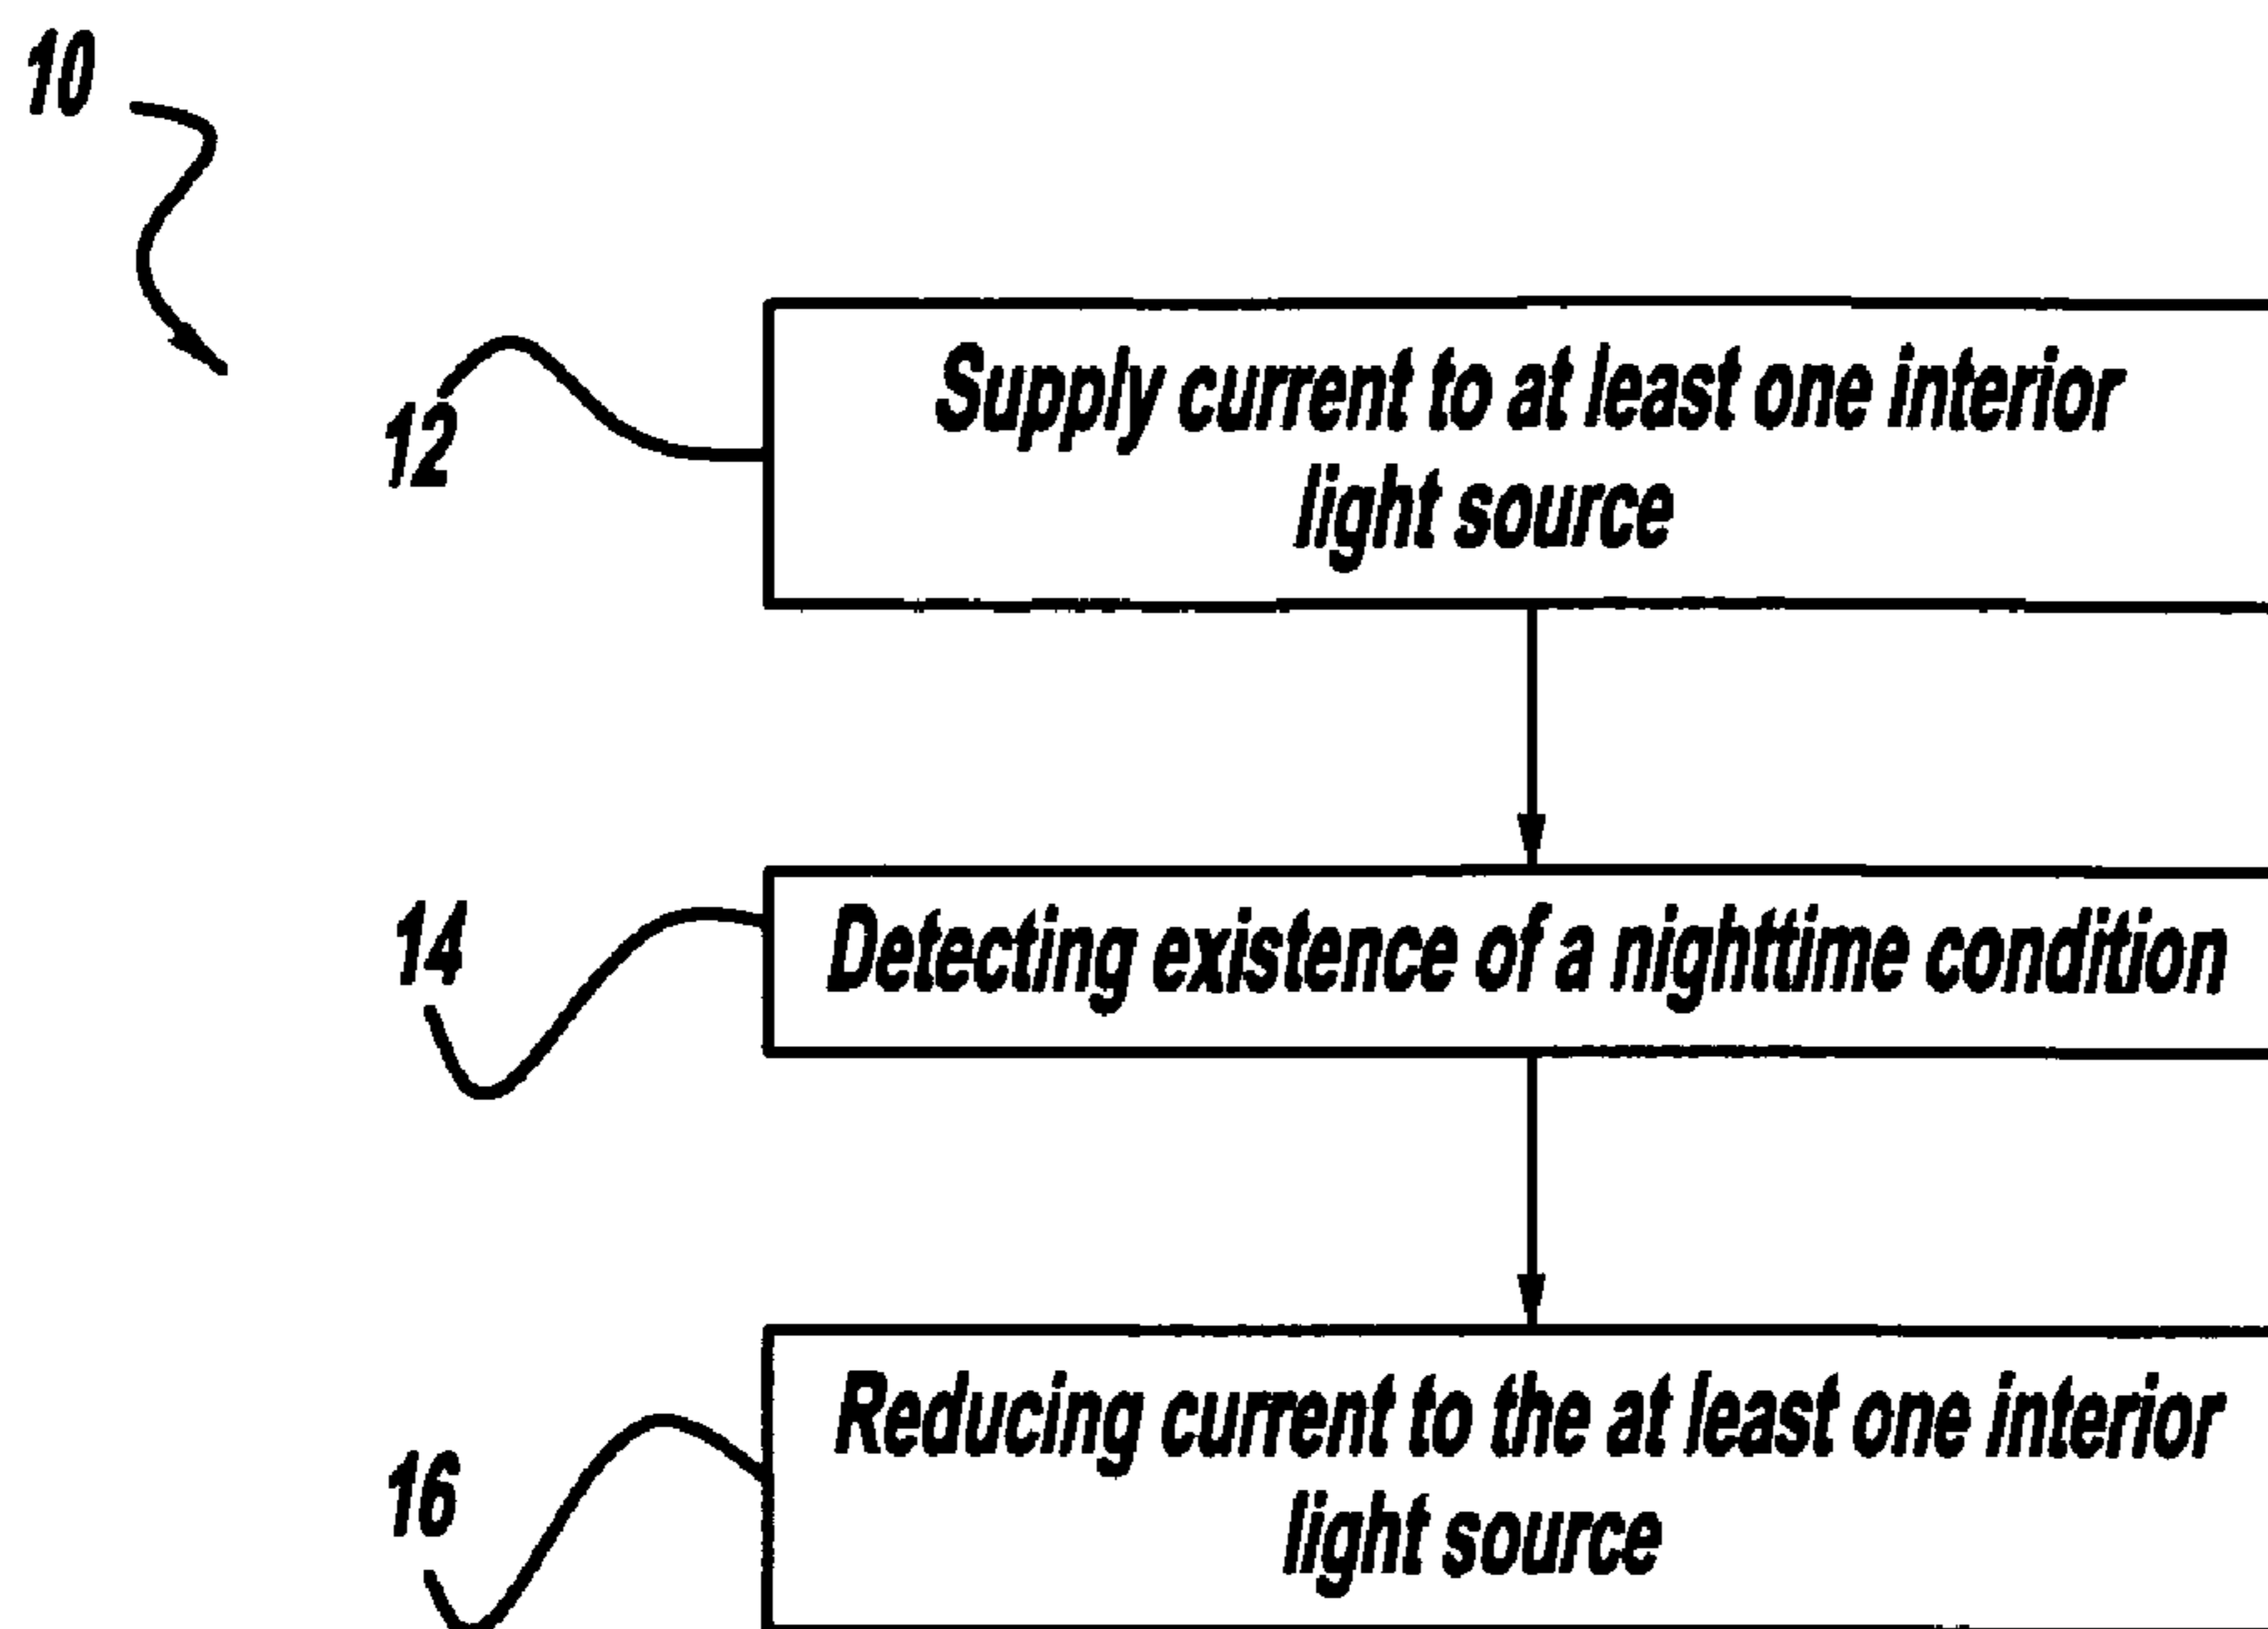 10
12
Supply current to at least one interior
light source
14
Detecting existence of a nighttime condition
16
Reducing current to the at least one interior
light source